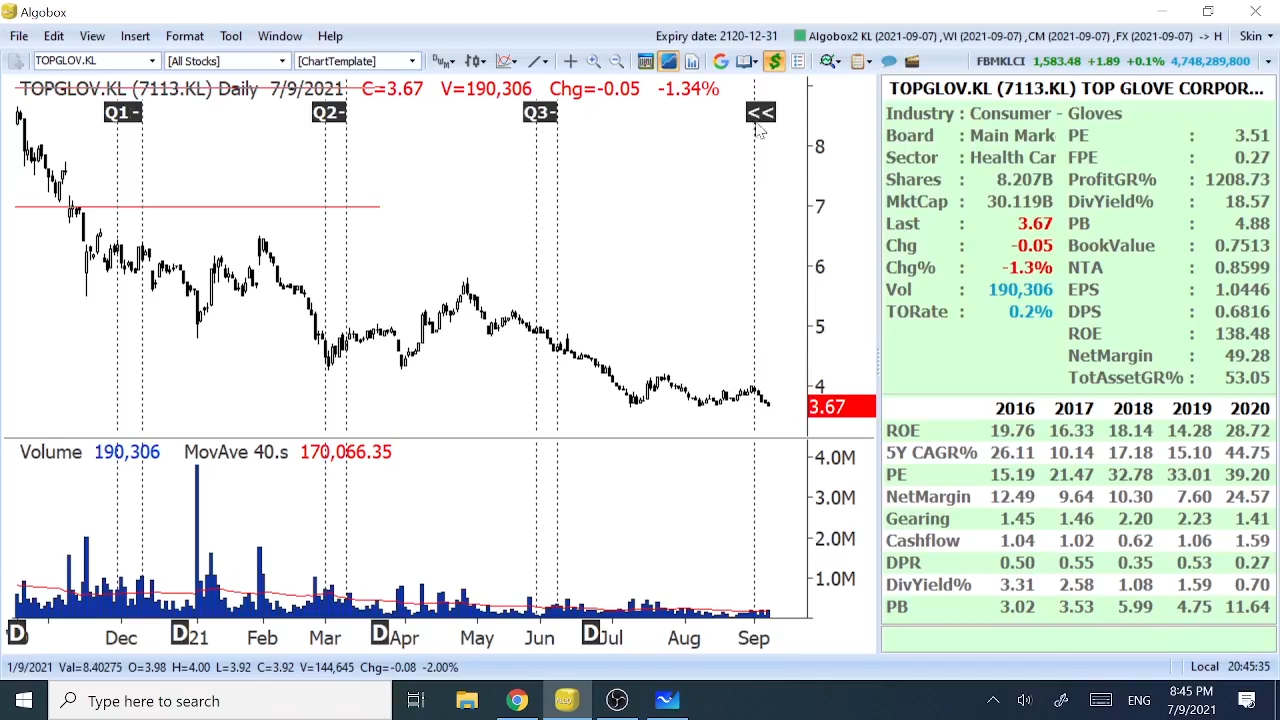 Algobox
File Edit View Insert Format Tool Window Help Expiry date: 2120-12-31 Algobox2 KL (2021-09-07) ,WI (2021-09-07) ,CM (2021-09-07) ,FX (2021-09-07) -> H Skin
TOPGLOV.KL [All Stocks] [ChartTemplate] FBMKLCI 1,583.48 +1.89 +0.1% 4,748,289,800
TOPGLOV.KL (7113.KL) Daily 7/9/2021 C=3.67 V=190,306 Chg=-0.05 -1.34%
Q1- Q2- Q3- <<
8
7
6
5
4
3.67
Volume 190,306 MovAve 40.s 170,066.35
4.0M
3.0M
2.0M
1.0M
D D D D
Dec 21 Feb Mar Apr May Jun Jul Aug Sep
TOPGLOV.KL (7113.KL) TOP GLOVE CORPOR...
Industry : Consumer - Gloves
Board : Main Mark PE : 3.51
Sector : Health Car FPE : 0.27
Shares : 8.207B ProfitGR% : 1208.73
MktCap : 30.119B DivYield% : 18.57
Last : 3.67 PB : 4.88
Chg : -0.05 BookValue : 0.7513
Chg% : -1.3% NTA : 0.8599
Vol : 190,306 EPS : 1.0446
TORate : 0.2% DPS : 0.6816
ROE : 138.48
NetMargin : 49.28
TotAssetGR% : 53.05
2016 2017 2018 2019 2020
ROE 19.76 16.33 18.14 14.28 28.72
5Y CAGR% 26.11 10.14 17.18 15.10 44.75
PE 15.19 21.47 32.78 33.01 39.20
NetMargin 12.49 9.64 10.30 7.60 24.57
Gearing 1.45 1.46 2.20 2.23 1.41
Cashflow 1.04 1.02 0.62 1.06 1.59
DPR 0.50 0.55 0.35 0.53 0.27
DivYield% 3.31 2.58 1.08 1.59 0.70
PB 3.02 3.53 5.99 4.75 11.64
1/9/2021 Val=8.40275 O=3.98 H=4.00 L=3.92 C=3.92 V=144,645 Chg=-0.08 -2.00% Local 20:45:35
Type here to search ENG 8:45 PM
7/9/2021